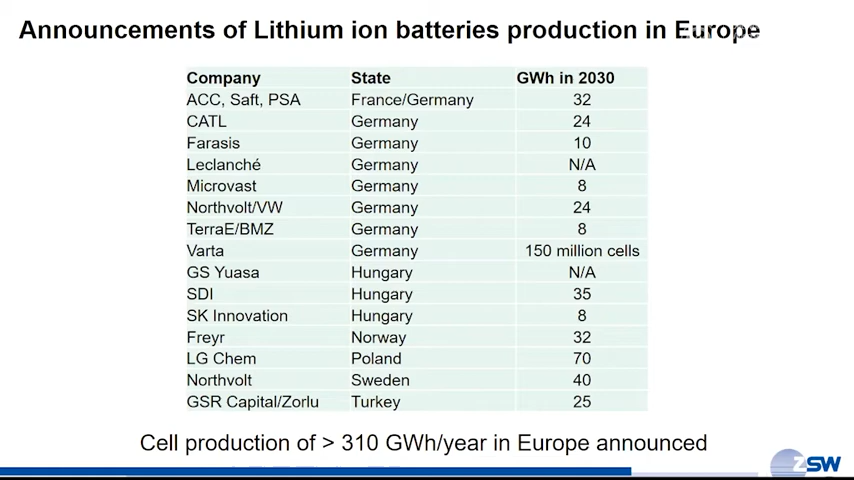 Announcements of Lithium ion batteries production in Europe
Company State GWh in 2030
ACC, Saft, PSA France/Germany 32
CATL Germany 24
Farasis Germany 10
Leclanché Germany N/A
Microvast Germany 8
Northvolt/VW Germany 24
TerraE/BMZ Germany 8
Varta Germany 150 million cells
GS Yuasa Hungary N/A
SDI Hungary 35
SK Innovation Hungary 8
Freyr Norway 32
LG Chem Poland 70
Northvolt Sweden 40
GSR Capital/Zorlu Turkey 25
Cell production of > 310 GWh/year in Europe announced
ZSW